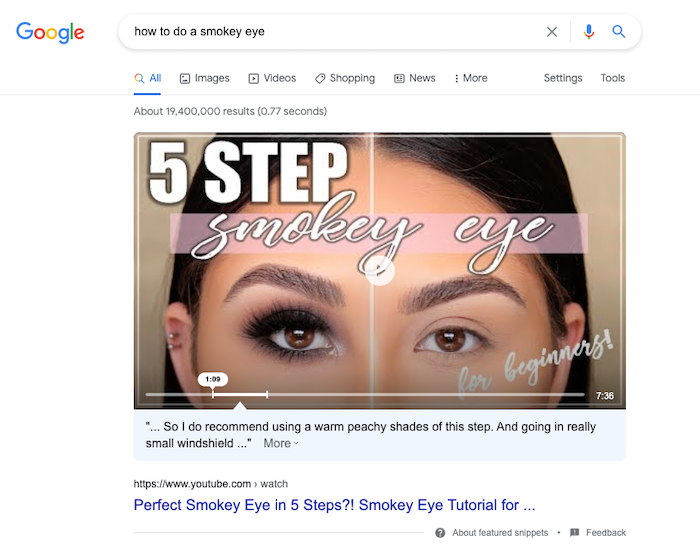 Google
how to do a smokey eye
All Images Videos Shopping News More Settings Tools
About 19,400,000 results (0.77 seconds)
5 STEP
smokey eye
for beginners!
1:09
7:36
"... So I do recommend using a warm peachy shades of this step. And going in really
small windshield ..." More
https://www.youtube.com › watch
Perfect Smokey Eye in 5 Steps?! Smokey Eye Tutorial for ...
About featured snippets • Feedback